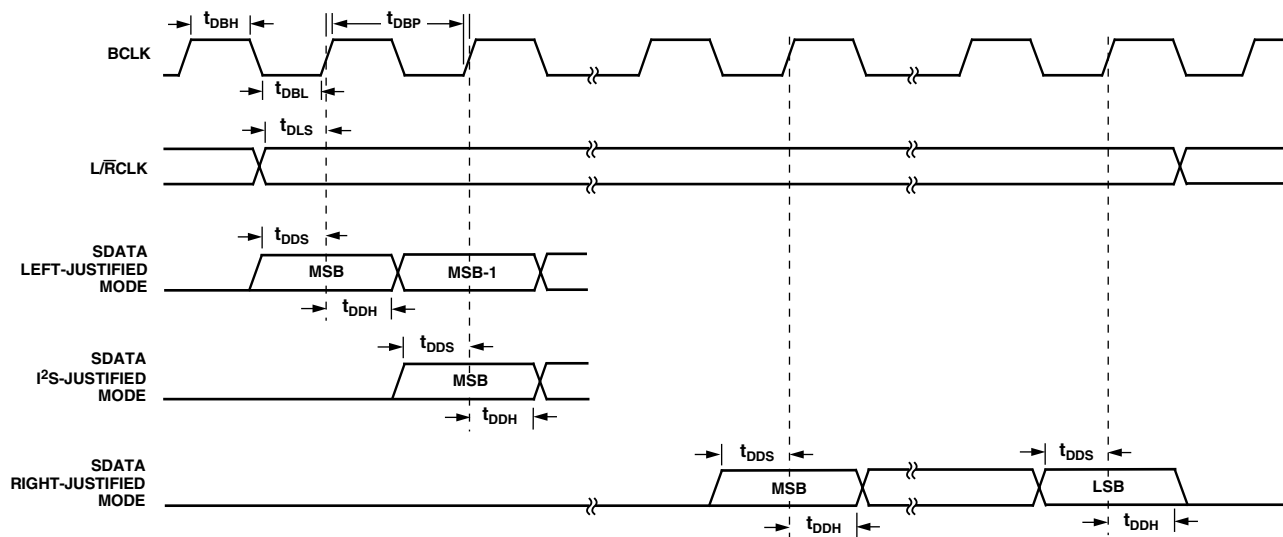 tDBH
tDBP
BCLK
tDBL
tDLS
L/R̅CLK
tDDS
SDATA
LEFT-JUSTIFIED
MODE
MSB
MSB-1
tDDH
tDDS
SDATA
I²S-JUSTIFIED
MODE
MSB
tDDH
tDDS
tDDS
SDATA
RIGHT-JUSTIFIED
MODE
MSB
LSB
tDDH
tDDH